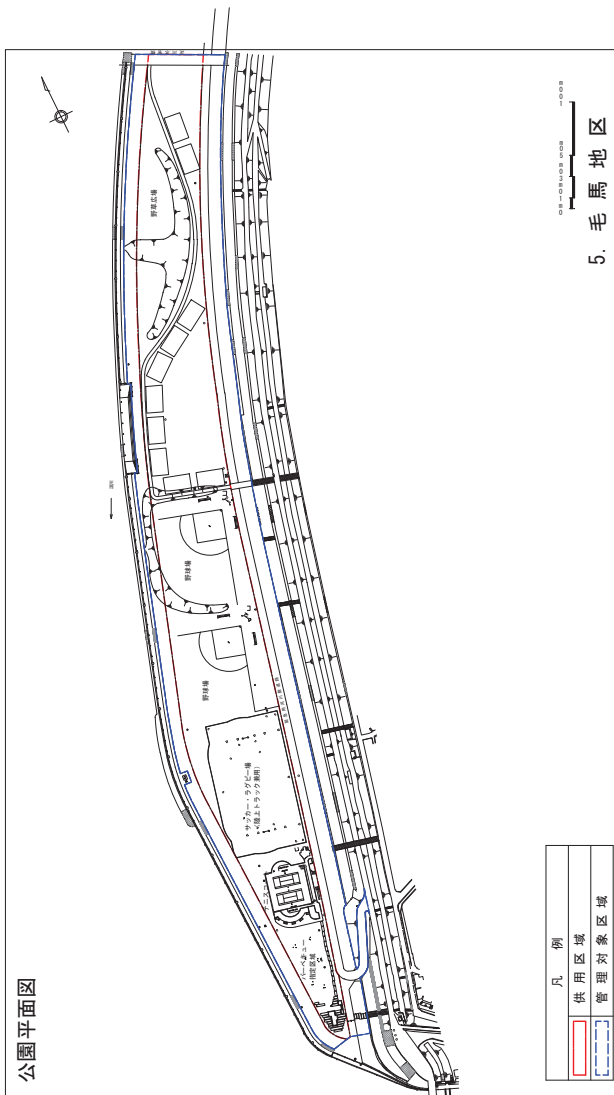 公園平面図
野草広場
野球場
野球場
サッカー・ラグビー場
(陸上トラック兼用)
バーベキュー
指定区域
凡 例
供 用 区 域
管 理 対 象 区 域
5. 毛 馬 地 区